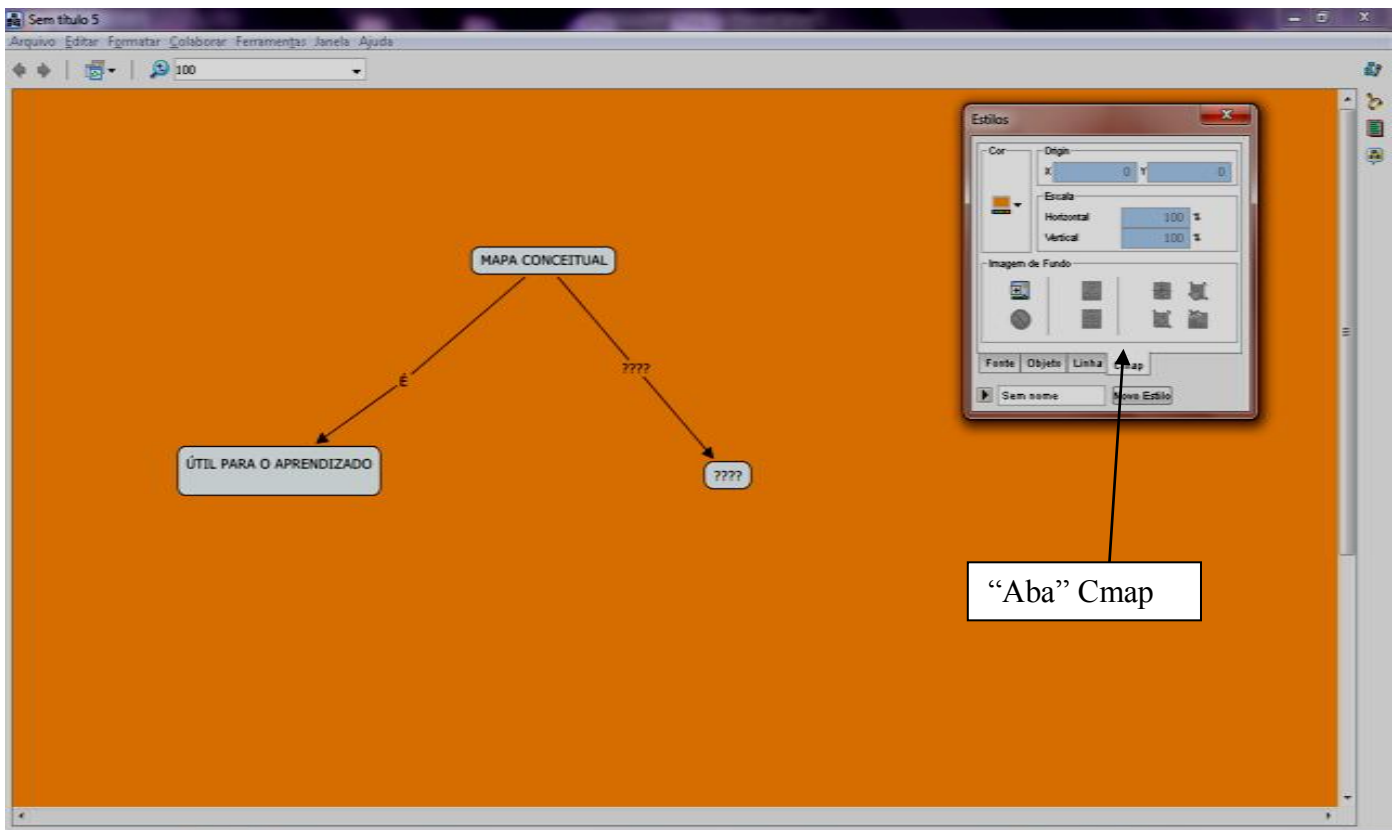 Sem título 5
Arquivo Editar Formatar Colaborar Ferramentas Janela Ajuda
100
Estilos
Cor
Origin
X 0 Y 0
Escala
Horizontal 100 %
Vertical 100 %
Imagem de Fundo
Fonte Objeto Linha Cmap
Sem nome Novo Estilo
MAPA CONCEITUAL
????
É
ÚTIL PARA O APRENDIZADO
????
“Aba” Cmap